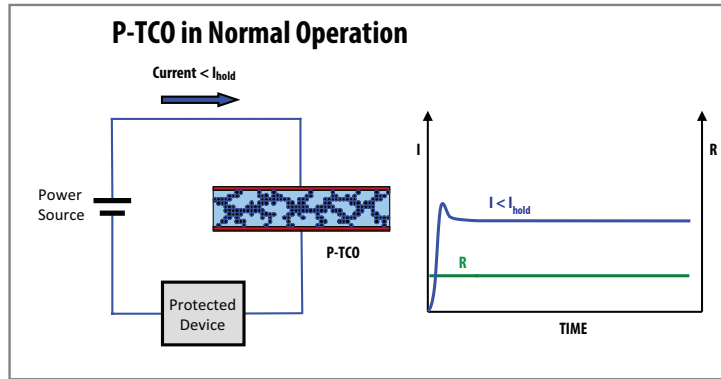 P-TCO in Normal Operation
Current < Ihold
Power
Source
P-TCO
Protected
Device
I
R
I < Ihold
R
TIME